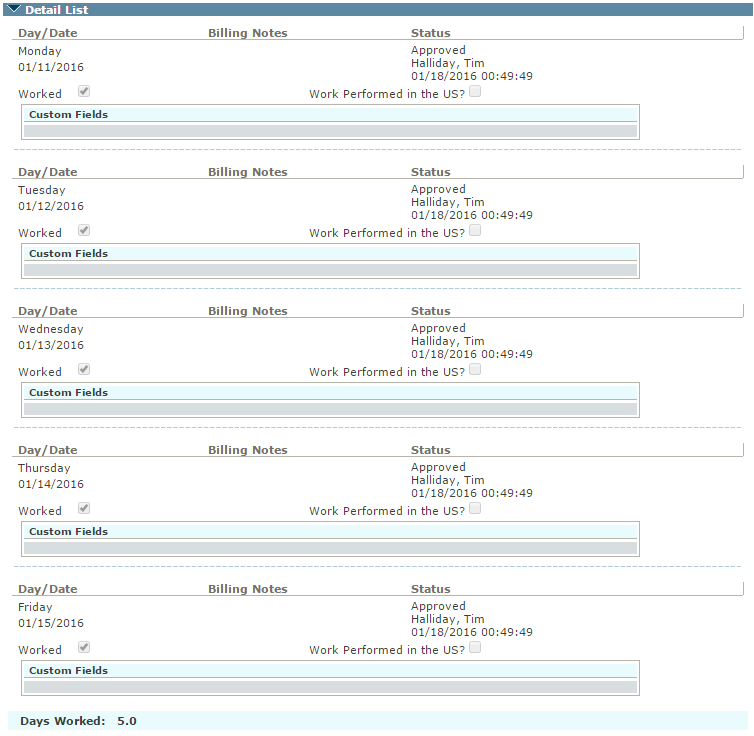 Detail List
Day/Date Billing Notes Status
Monday Approved
01/11/2016 Halliday, Tim
01/18/2016 00:49:49
Worked Work Performed in the US?
Custom Fields
Day/Date Billing Notes Status
Tuesday Approved
01/12/2016 Halliday, Tim
01/18/2016 00:49:49
Worked Work Performed in the US?
Custom Fields
Day/Date Billing Notes Status
Wednesday Approved
01/13/2016 Halliday, Tim
01/18/2016 00:49:49
Worked Work Performed in the US?
Custom Fields
Day/Date Billing Notes Status
Thursday Approved
01/14/2016 Halliday, Tim
01/18/2016 00:49:49
Worked Work Performed in the US?
Custom Fields
Day/Date Billing Notes Status
Friday Approved
01/15/2016 Halliday, Tim
01/18/2016 00:49:49
Worked Work Performed in the US?
Custom Fields
Days Worked: 5.0